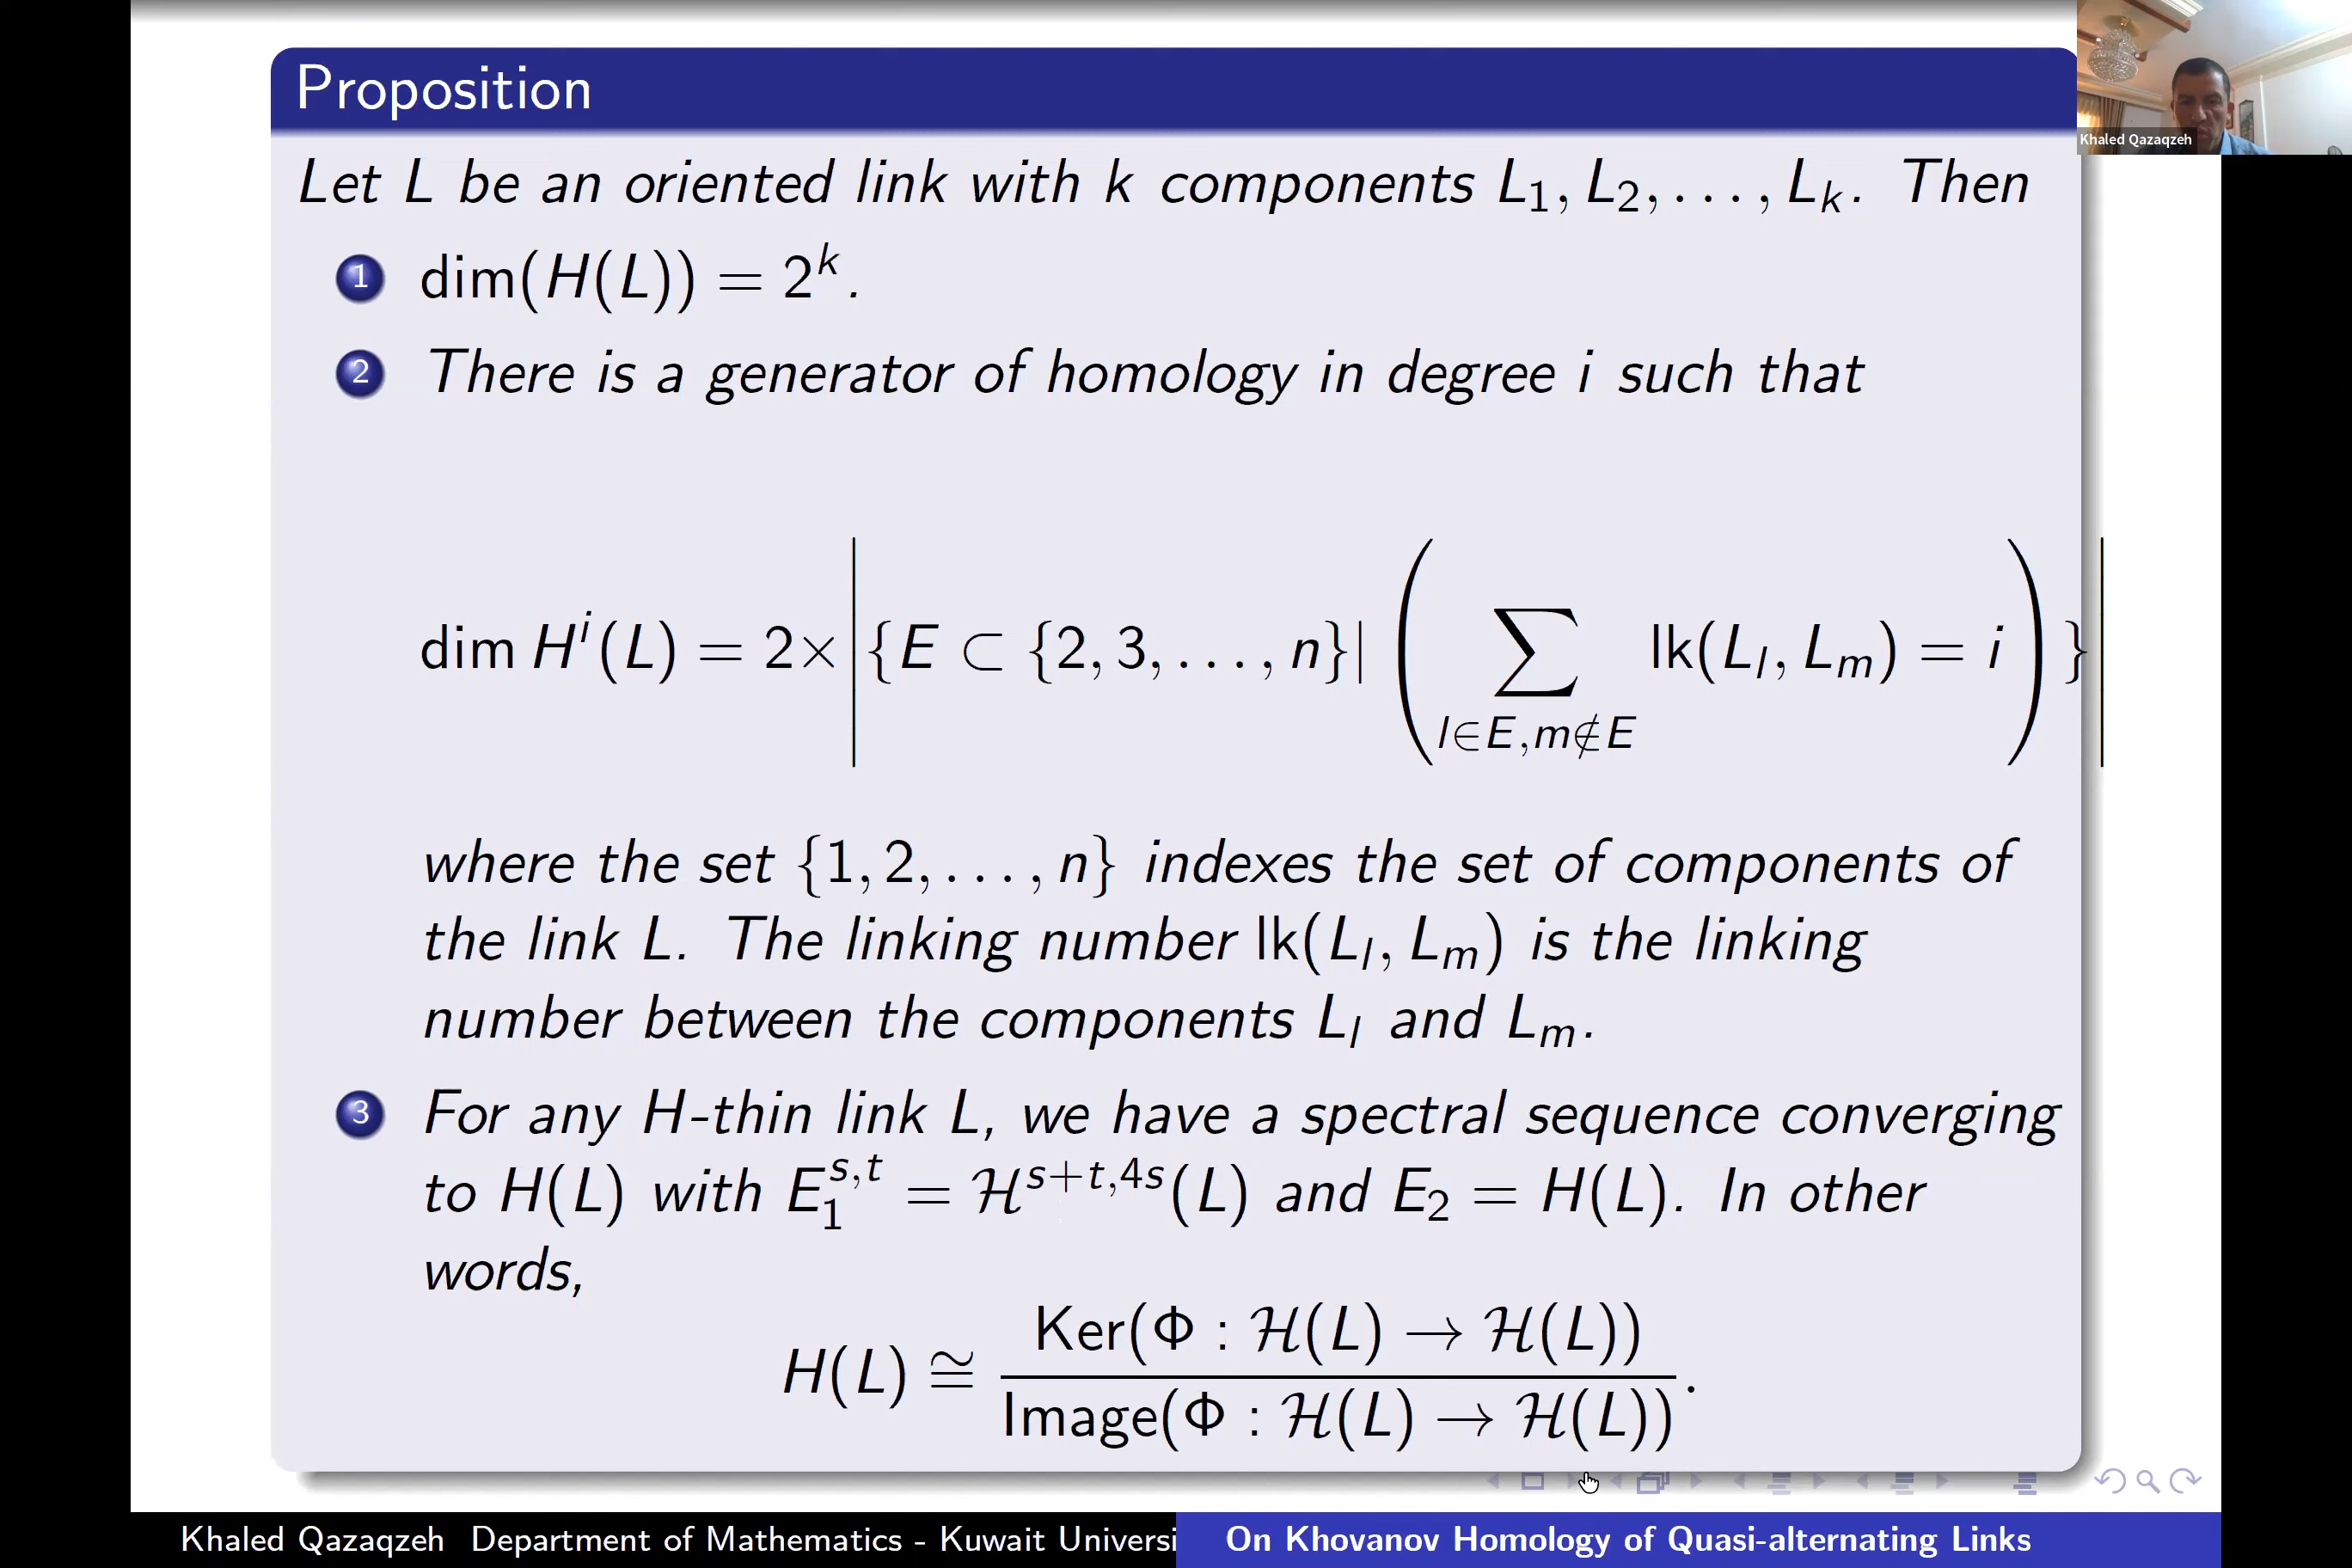 Proposition
Khaled Qazaqzeh
Let L be an oriented link with k components L₁, L₂, . . . , Lₖ. Then
1 dim(H(L)) = 2ᵏ.
2 There is a generator of homology in degree i such that
dim Hⁱ(L) = 2× |{E ⊂ {2, 3, . . . , n}| (∑_{l∈E,m∉E} lk(L_l, L_m) = i)}|
where the set {1, 2, . . . , n} indexes the set of components of
the link L. The linking number lk(L_l, L_m) is the linking
number between the components L_l and L_m.
3 For any H-thin link L, we have a spectral sequence converging
to H(L) with E₁^{s,t} = ℋ^{s+t,4s}(L) and E₂ = H(L). In other
words,
H(L) ≅ Ker(Φ : ℋ(L) → ℋ(L)) / Image(Φ : ℋ(L) → ℋ(L)).
Khaled Qazaqzeh Department of Mathematics - Kuwait Universi
On Khovanov Homology of Quasi-alternating Links